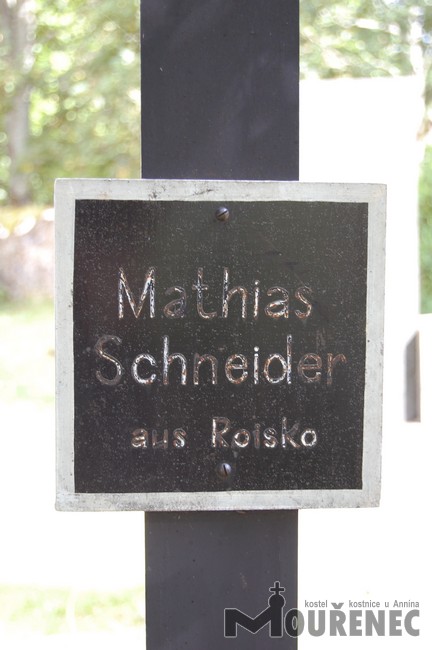 Mathias
Schneider
aus Roisko
kostel kostnice u Annina
MOUŘENEC